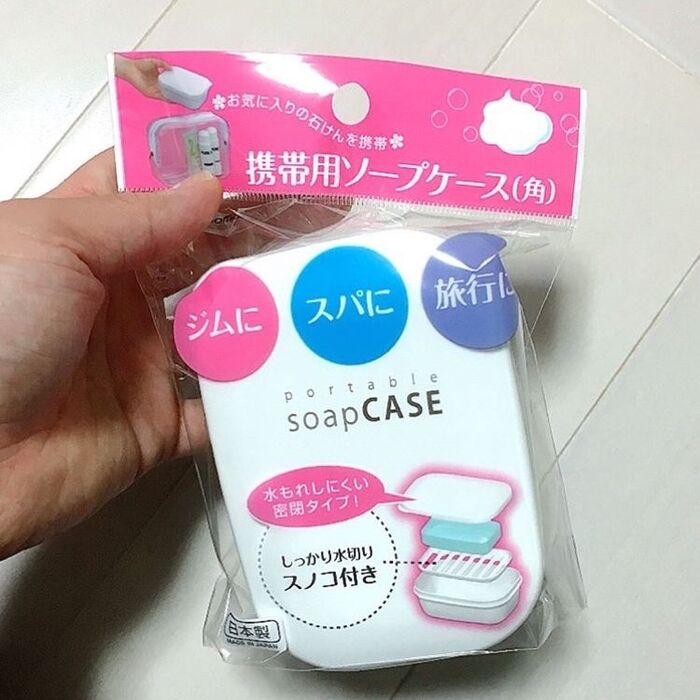 ✽お気に入りの石けんを携帯✽
携帯用ソープケース(角)
ジムに
スパに
旅行に
portable
soapCASE
水もれしにくい
密閉タイプ!
しっかり水切り
スノコ付き
日本製
MADE IN JAPAN